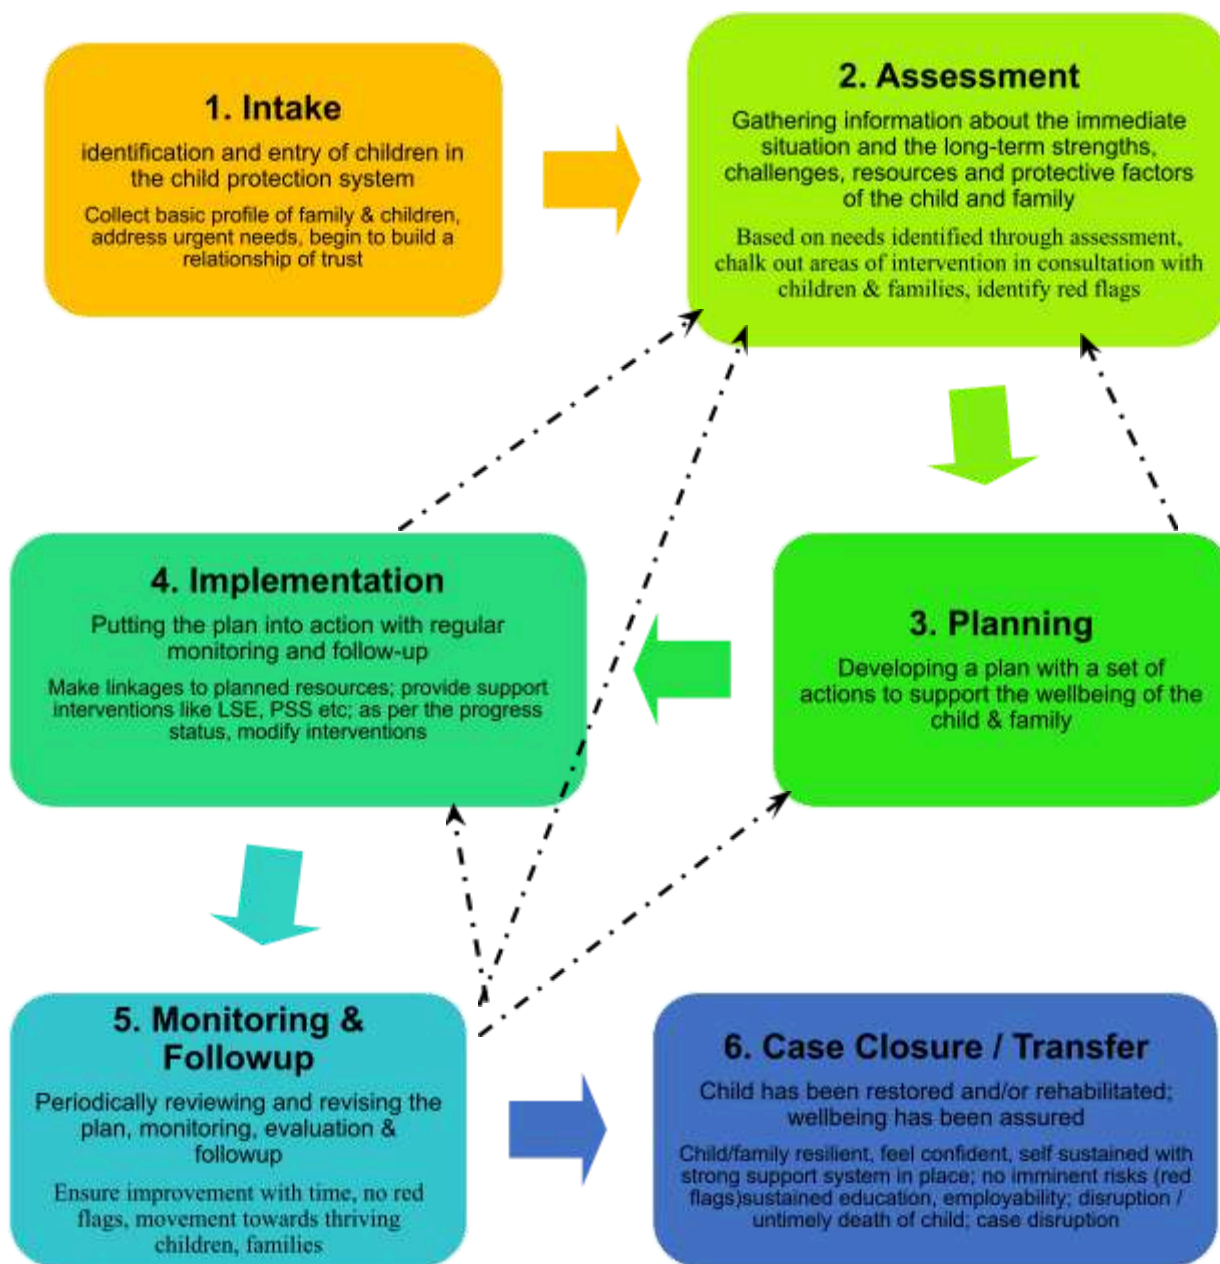 1. Intake
identification and entry of children in
the child protection system
Collect basic profile of family & children,
address urgent needs, begin to build a
relationship of trust
2. Assessment
Gathering information about the immediate
situation and the long-term strengths,
challenges, resources and protective factors
of the child and family
Based on needs identified through assessment,
chalk out areas of intervention in consultation with
children & families, identify red flags
3. Planning
Developing a plan with a set of
actions to support the wellbeing of the
child & family
4. Implementation
Putting the plan into action with regular
monitoring and follow-up
Make linkages to planned resources; provide support
interventions like LSE, PSS etc; as per the progress
status, modify interventions
5. Monitoring &
Followup
Periodically reviewing and revising the
plan, monitoring, evaluation &
followup
Ensure improvement with time, no red
flags, movement towards thriving
children, families
6. Case Closure / Transfer
Child has been restored and/or rehabilitated;
wellbeing has been assured
Child/family resilient, feel confident, self sustained with
strong support system in place; no imminent risks (red
flags)sustained education, employability; disruption /
untimely death of child; case disruption